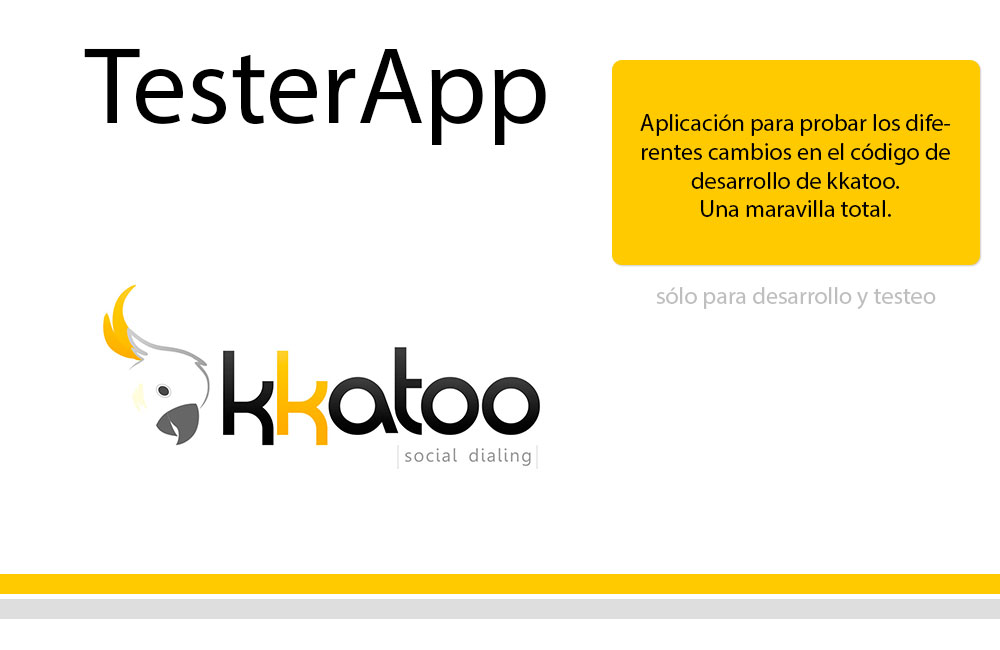 TesterApp
Aplicación para probar los dife-
rentes cambios en el código de
desarrollo de kkatoo.
Una maravilla total.
sólo para desarrollo y testeo
kkatoo
|social dialing|